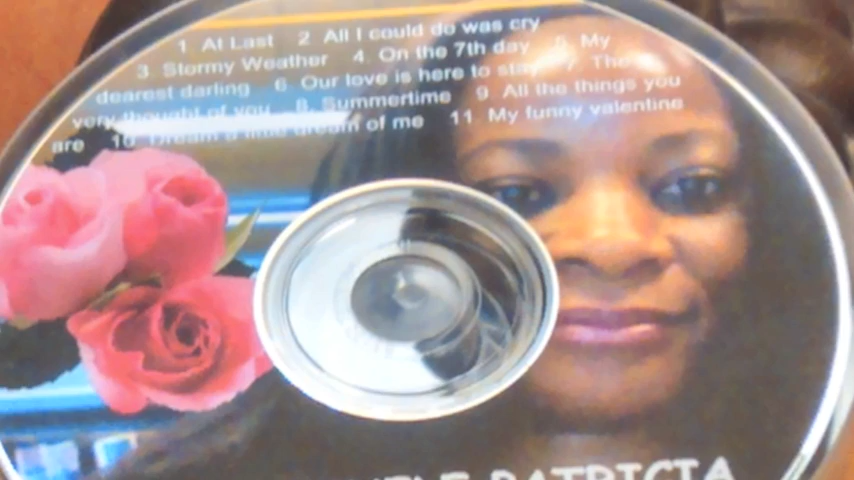 1 At Last 2 All I could do was cry
3 Stormy Weather 4 On the 7th day 5 My
dearest darling 6 Our love is here to stay 7 The
very thought of you 8 Summertime 9 All the things you
are 10 Dream a little dream of me 11 My funny valentine
PATRICIA